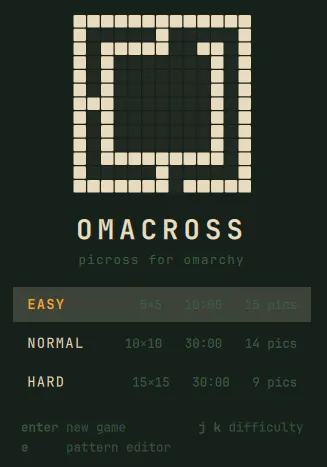 OMACROSS
picross for omarchy
EASY 5×5 10:00 15 pics
NORMAL 10×10 30:00 14 pics
HARD 15×15 30:00 9 pics
enter new game j k difficulty
e pattern editor